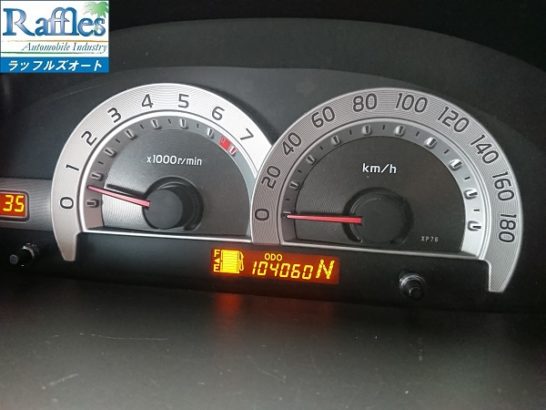 Raffles
Automobile Industry
ラッフルズオート
0 1 2 3 4 5 6 7
x1000r/min
0 20 40 60 80 100 120 140 160 180
km/h
XP76
35
F
E
ODO
104060 N